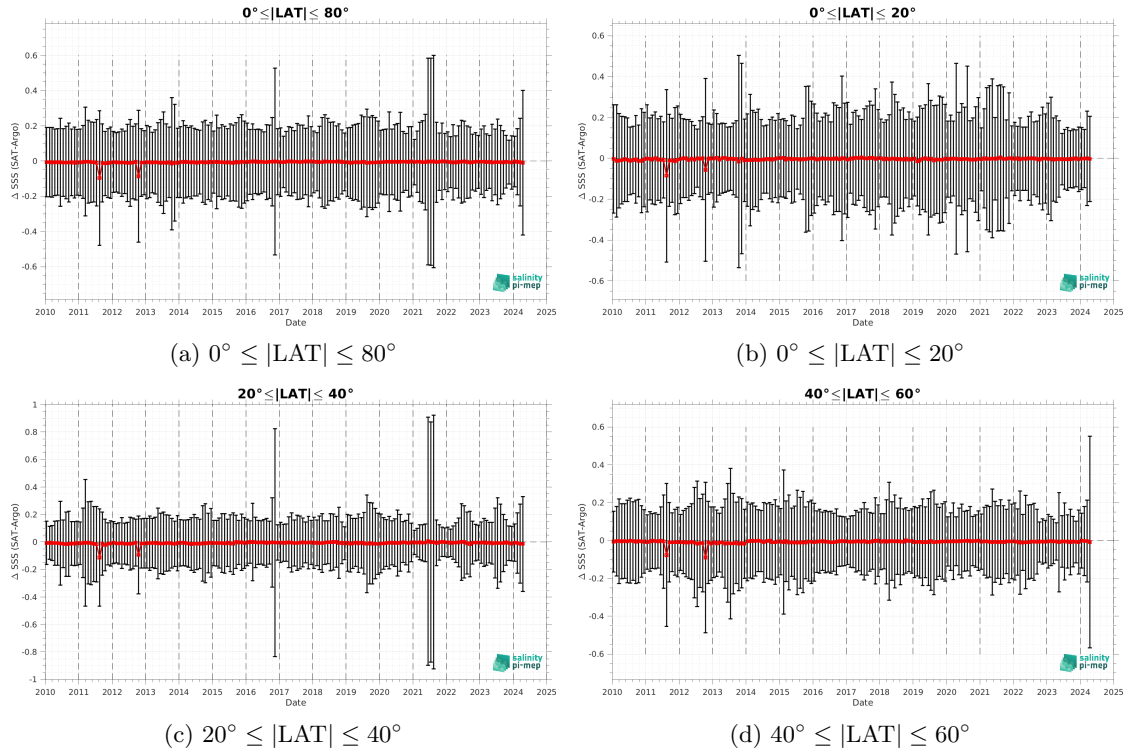 0°≤|LAT|≤ 80°
Δ SSS (SAT-Argo)
0.6
0.4
0.2
0
-0.2
-0.4
-0.6
2010 2011 2012 2013 2014 2015 2016 2017 2018 2019 2020 2021 2022 2023 2024 2025
Date
salinity
pi-mep
(a) 0° ≤ |LAT| ≤ 80°
0°≤|LAT|≤ 20°
Δ SSS (SAT-Argo)
0.6
0.4
0.2
0
-0.2
-0.4
-0.6
2010 2011 2012 2013 2014 2015 2016 2017 2018 2019 2020 2021 2022 2023 2024 2025
Date
salinity
pi-mep
(b) 0° ≤ |LAT| ≤ 20°
20°≤|LAT|≤ 40°
Δ SSS (SAT-Argo)
1
0.8
0.6
0.4
0.2
0
-0.2
-0.4
-0.6
-0.8
-1
2010 2011 2012 2013 2014 2015 2016 2017 2018 2019 2020 2021 2022 2023 2024 2025
Date
salinity
pi-mep
(c) 20° ≤ |LAT| ≤ 40°
40°≤|LAT|≤ 60°
Δ SSS (SAT-Argo)
0.6
0.4
0.2
0
-0.2
-0.4
-0.6
2010 2011 2012 2013 2014 2015 2016 2017 2018 2019 2020 2021 2022 2023 2024 2025
Date
salinity
pi-mep
(d) 40° ≤ |LAT| ≤ 60°